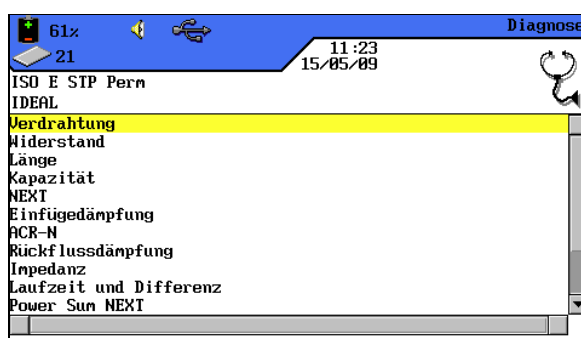 61% Diagnose
21 11:23
15/05/09
ISO E STP Perm
IDEAL
Verdrahtung
Widerstand
Länge
Kapazität
NEXT
Einfügedämpfung
ACR-N
Rückflussdämpfung
Impedanz
Laufzeit und Differenz
Power Sum NEXT